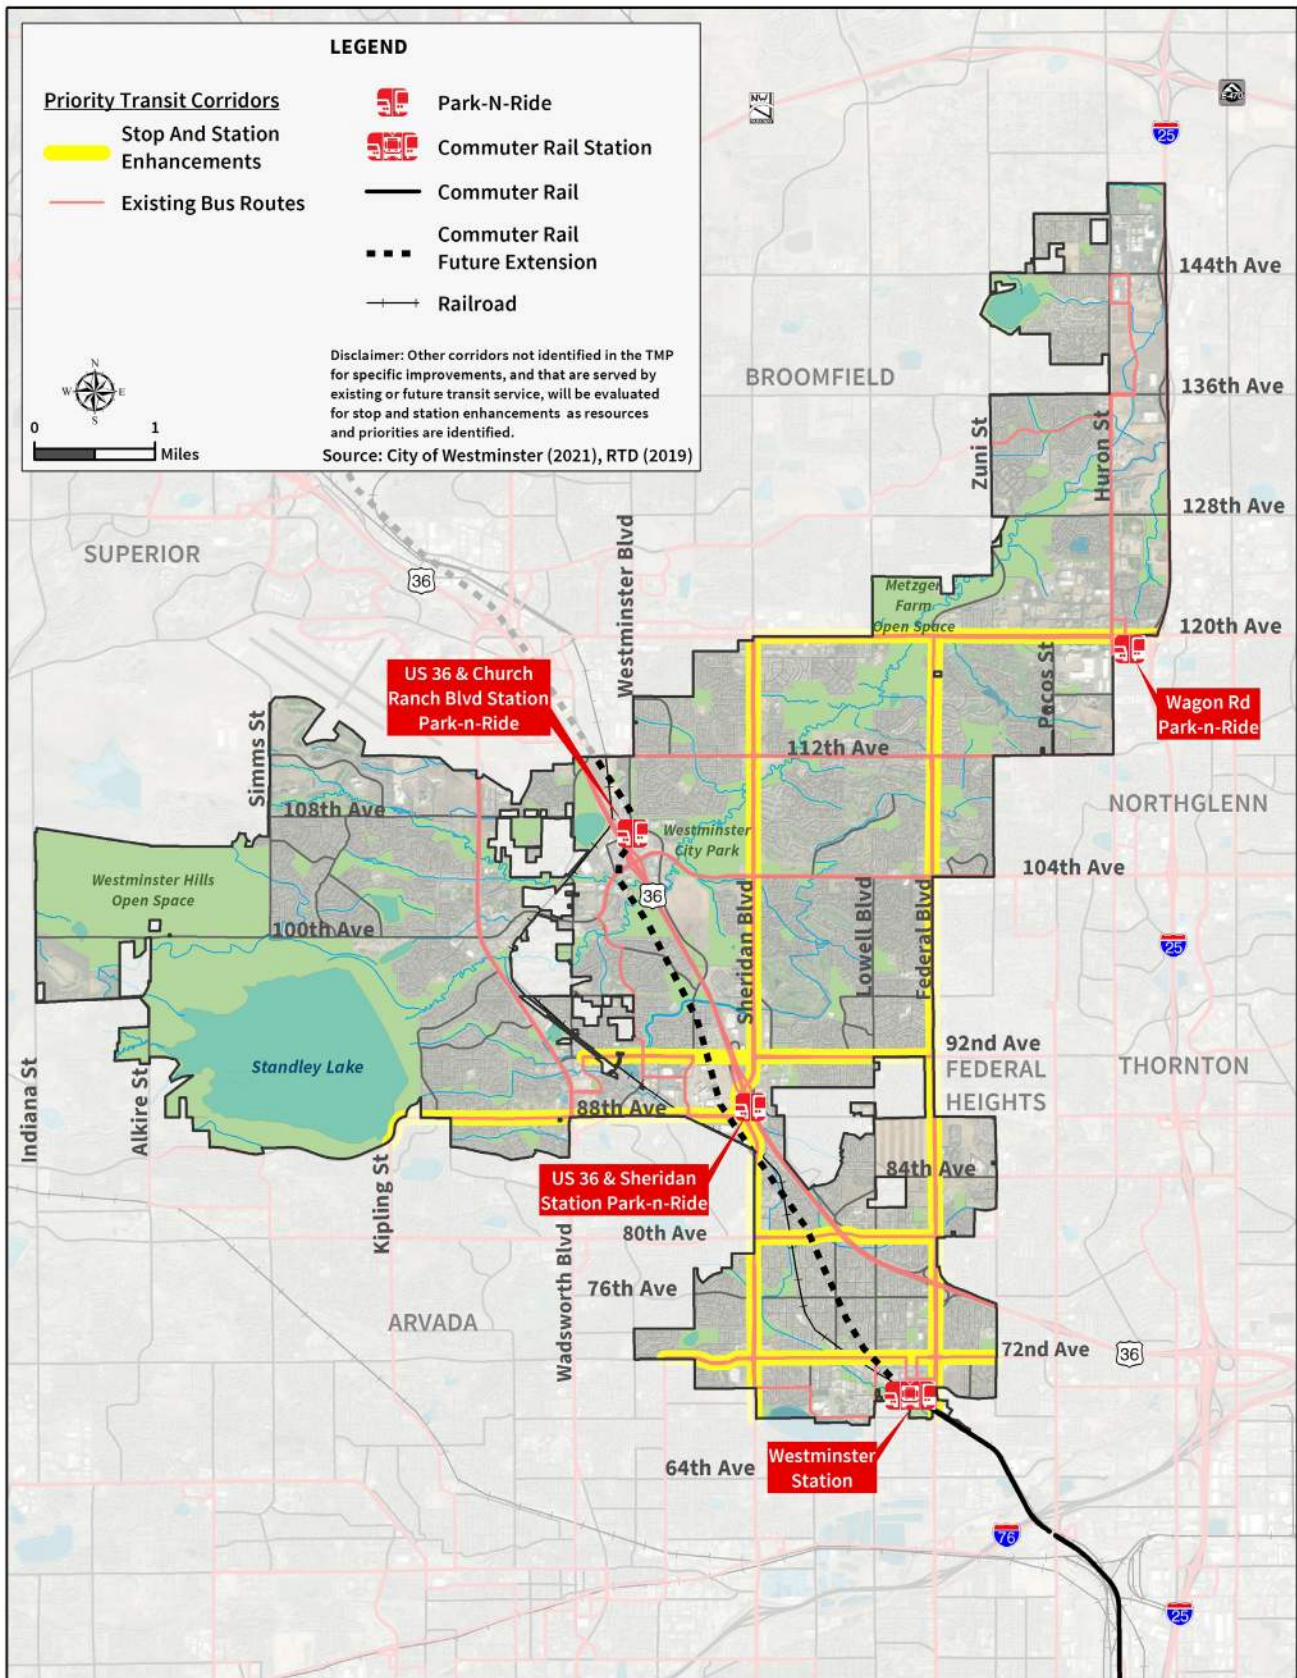 LEGEND
Priority Transit Corridors
Stop And Station
Enhancements
Existing Bus Routes
Park-N-Ride
Commuter Rail Station
Commuter Rail
Commuter Rail
Future Extension
Railroad
N
W E
S
0 1
Miles
Disclaimer: Other corridors not identified in the TMP
for specific improvements, and that are served by
existing or future transit service, will be evaluated
for stop and station enhancements as resources
and priorities are identified.
Source: City of Westminster (2021), RTD (2019)
NW
E-470
25
144th Ave
BROOMFIELD
136th Ave
Zuni St
Huron St
128th Ave
SUPERIOR
36
Westminster Blvd
Metzger
Farm
Open Space
120th Ave
US 36 & Church
Ranch Blvd Station
Park-n-Ride
Pecos St
Wagon Rd
Park-n-Ride
Simms St
112th Ave
108th Ave
NORTHGLENN
Westminster
City Park
104th Ave
Westminster Hills
Open Space
36
100th Ave
Sheridan Blvd
Lowell Blvd
Federal Blvd
25
92nd Ave
FEDERAL
HEIGHTS
THORNTON
Standley Lake
Indiana St
Alkire St
88th Ave
84th Ave
US 36 & Sheridan
Station Park-n-Ride
Kipling St
Wadsworth Blvd
80th Ave
76th Ave
ARVADA
72nd Ave
36
Westminster
Station
64th Ave
76
25